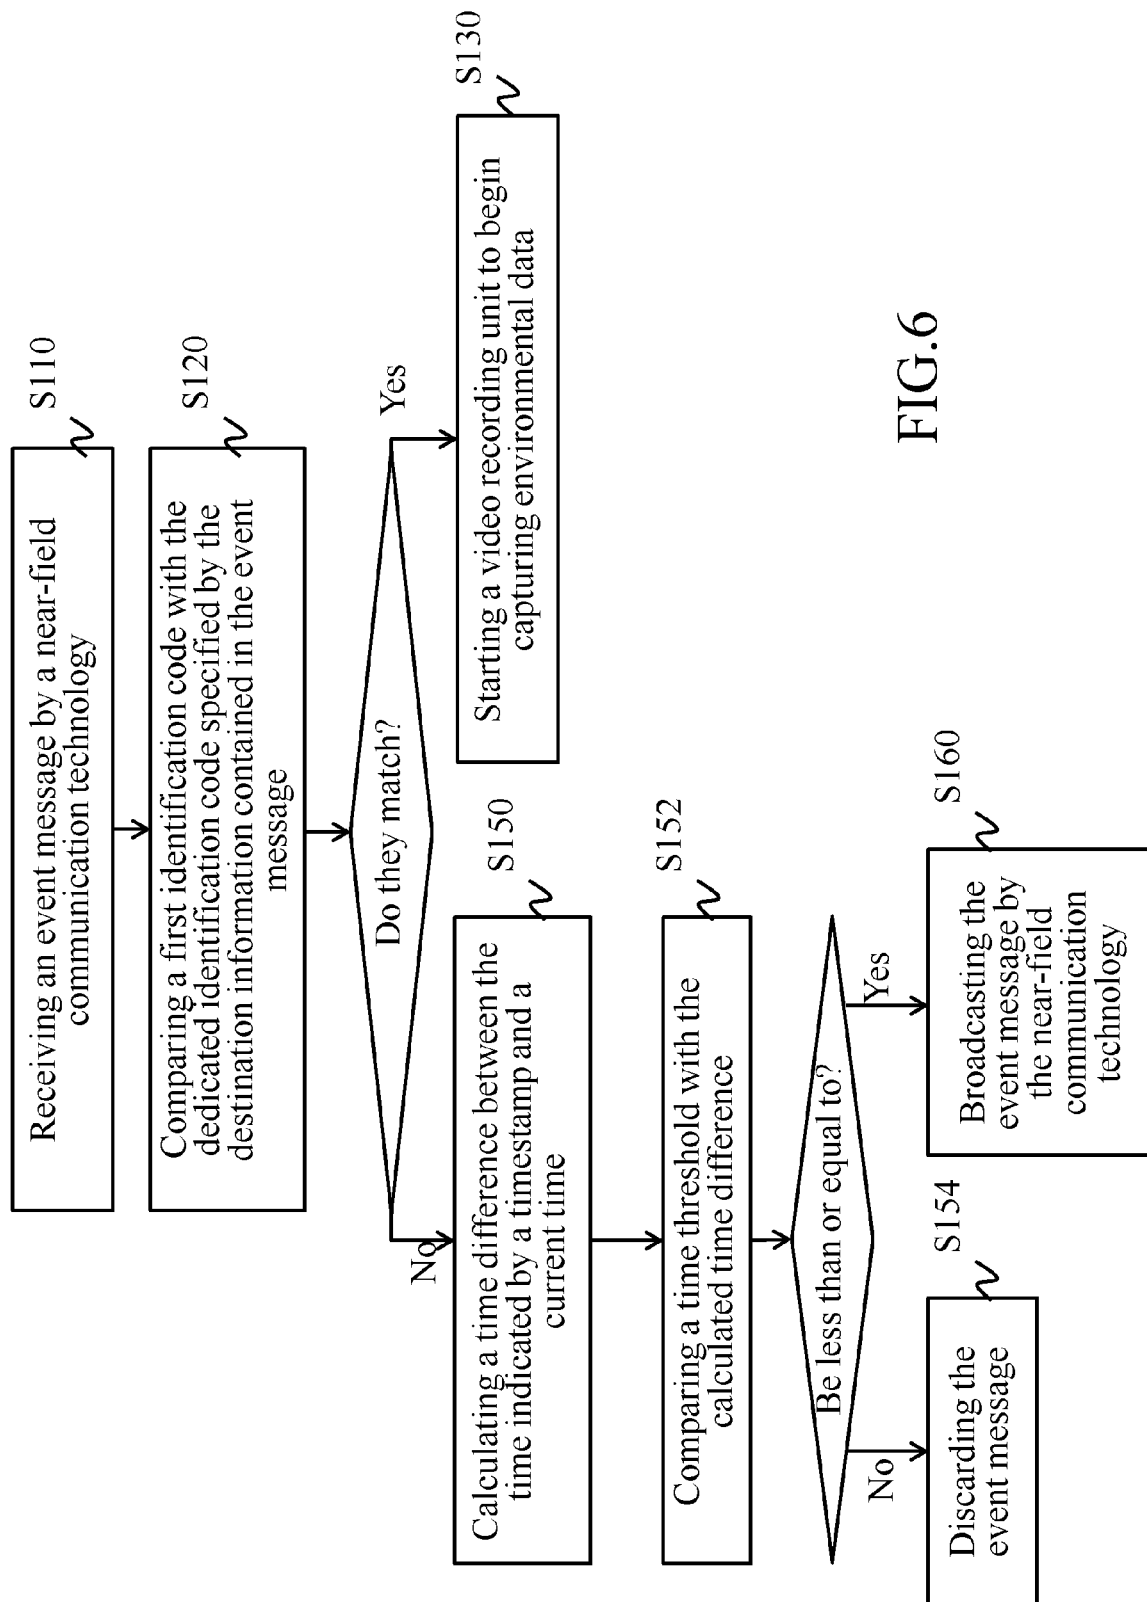 Receiving an event message by a near-field
communication technology
S110
Comparing a first identification code with the
dedicated identification code specified by the
destination information contained in the event
message
S120
Do they match?
Yes
No
Starting a video recording unit to begin
capturing environmental data
S130
Calculating a time difference between the
time indicated by a timestamp and a
current time
S150
Comparing a time threshold with the
calculated time difference
S152
Be less than or equal to?
No
Yes
Discarding the
event message
S154
Broadcasting the
event message by
the near-field
communication
technology
S160
FIG.6